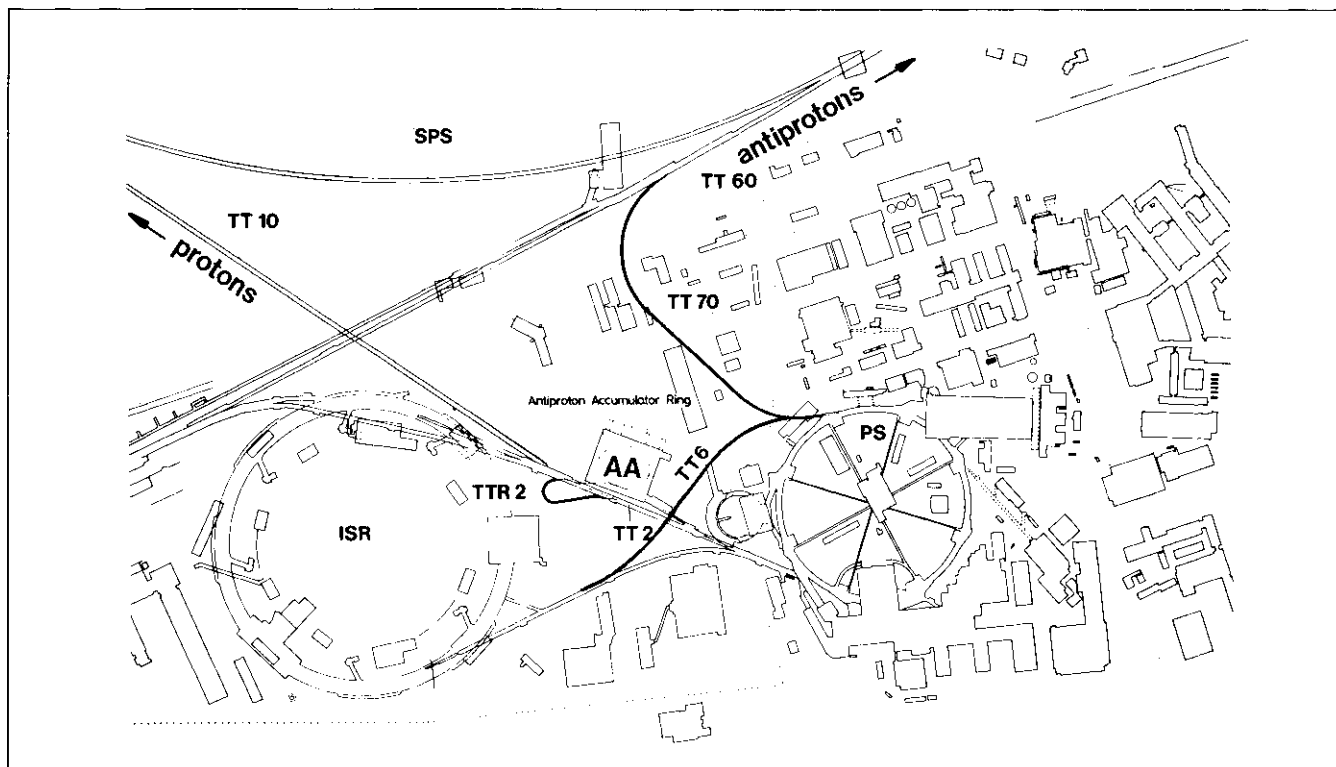 SPS
antiprotons
TT 60
TT 10
protons
TT 70
Antiproton Accumulator Ring
PS
AA
TT6
TTR 2
TT 2
ISR